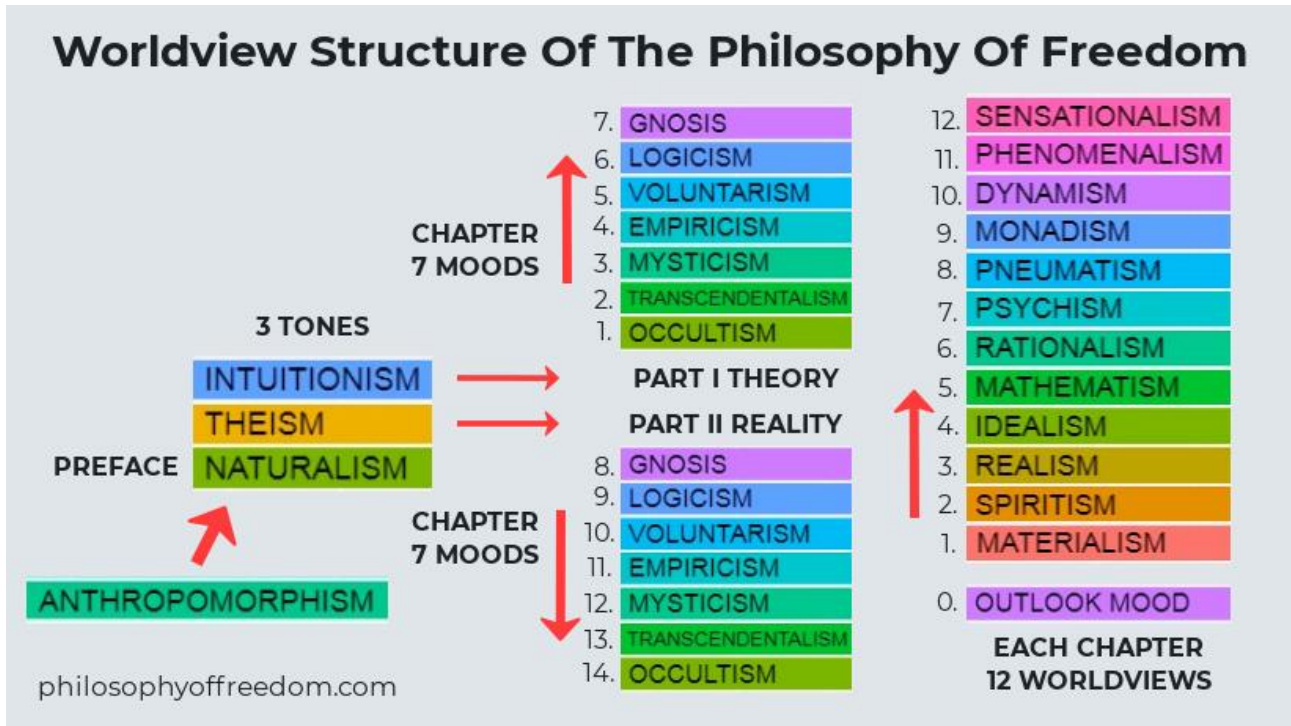 Worldview Structure Of The Philosophy Of Freedom
3 TONES
INTUITIONISM
THEISM
PREFACE NATURALISM
ANTHROPOMORPHISM
philosophyoffreedom.com
CHAPTER
7 MOODS
7. GNOSIS
6. LOGICISM
5. VOLUNTARISM
4. EMPIRICISM
3. MYSTICISM
2. TRANSCENDENTALISM
1. OCCULTISM
PART I THEORY
PART II REALITY
CHAPTER
7 MOODS
8. GNOSIS
9. LOGICISM
10. VOLUNTARISM
11. EMPIRICISM
12. MYSTICISM
13. TRANSCENDENTALISM
14. OCCULTISM
12. SENSATIONALISM
11. PHENOMENALISM
10. DYNAMISM
9. MONADISM
8. PNEUMATISM
7. PSYCHISM
6. RATIONALISM
5. MATHEMATISM
4. IDEALISM
3. REALISM
2. SPIRITISM
1. MATERIALISM
0. OUTLOOK MOOD
EACH CHAPTER
12 WORLDVIEWS